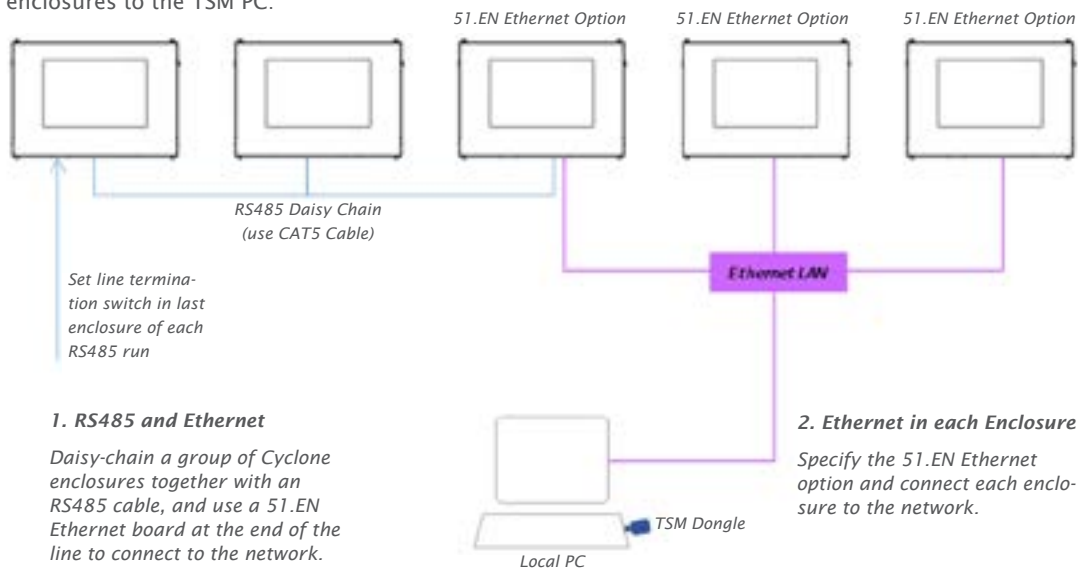 enclosures to the TSM PC.
51.EN Ethernet Option
51.EN Ethernet Option
51.EN Ethernet Option
RS485 Daisy Chain
(use CAT5 Cable)
Set line termina-
tion switch in last
enclosure of each
RS485 run
Ethernet LAN
1. RS485 and Ethernet
Daisy-chain a group of Cyclone
enclosures together with an
RS485 cable, and use a 51.EN
Ethernet board at the end of the
line to connect to the network.
2. Ethernet in each Enclosure
Specify the 51.EN Ethernet
option and connect each enclo-
sure to the network.
TSM Dongle
Local PC